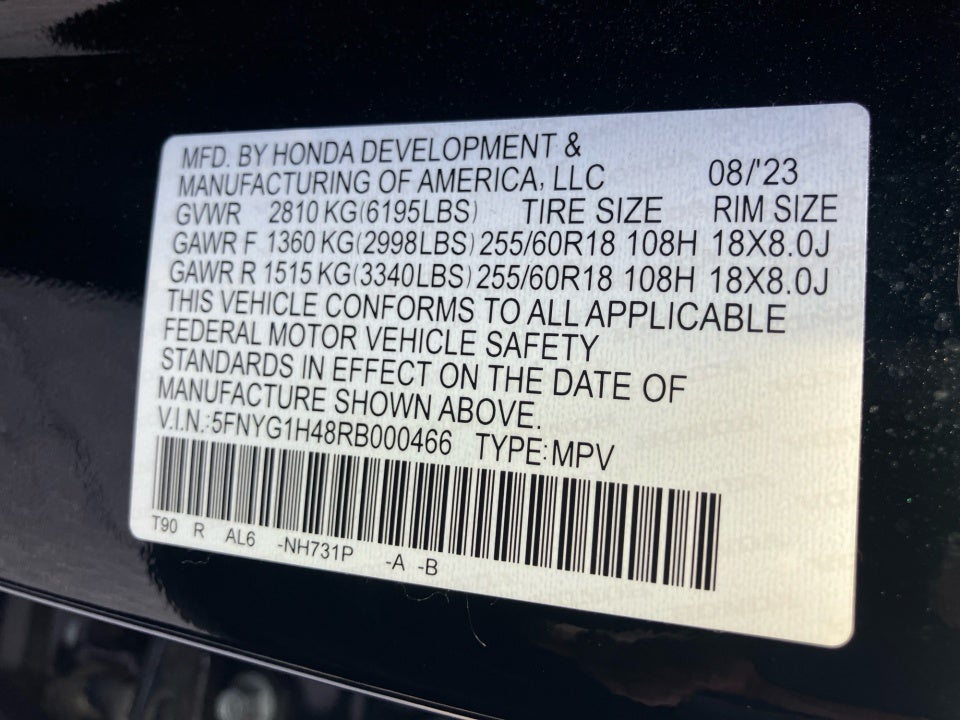 MFD. BY HONDA DEVELOPMENT &
MANUFACTURING OF AMERICA, LLC 08/'23
GVWR 2810 KG(6195LBS) TIRE SIZE RIM SIZE
GAWR F 1360 KG(2998LBS) 255/60R18 108H 18X8.0J
GAWR R 1515 KG(3340LBS) 255/60R18 108H 18X8.0J
THIS VEHICLE CONFORMS TO ALL APPLICABLE
FEDERAL MOTOR VEHICLE SAFETY
STANDARDS IN EFFECT ON THE DATE OF
MANUFACTURE SHOWN ABOVE.
V.I.N.:5FNYG1H48RB000466 TYPE:MPV
T90 R AL6 -NH731P -A -B